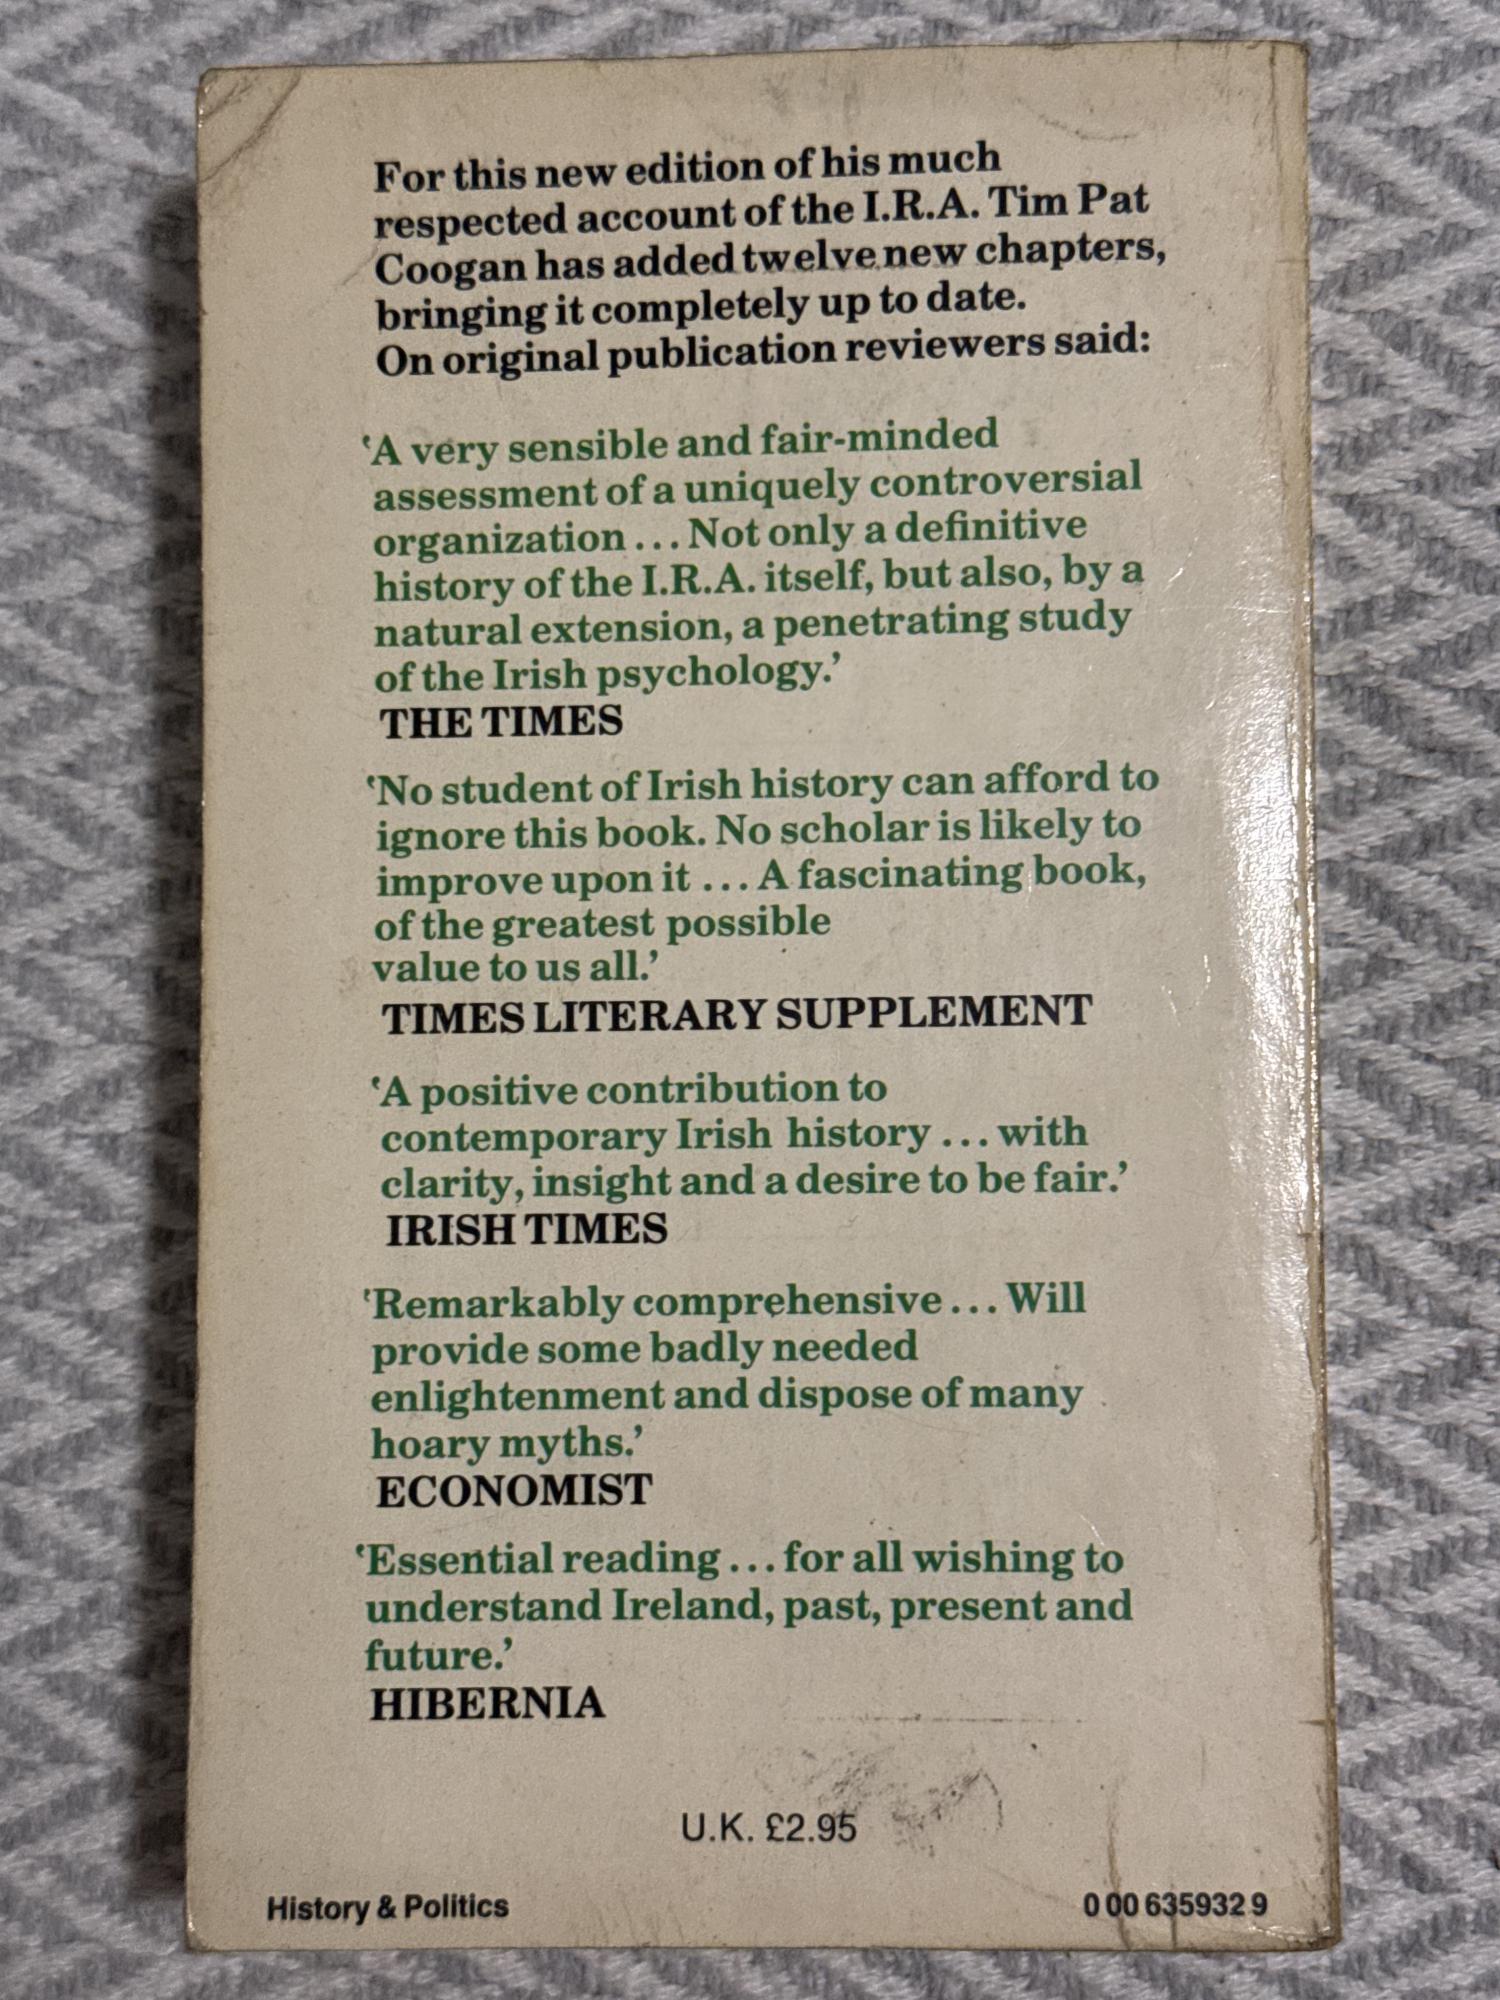 For this new edition of his much
respected account of the I.R.A. Tim Pat
Coogan has added twelve new chapters,
bringing it completely up to date.
On original publication reviewers said:
‘A very sensible and fair-minded
assessment of a uniquely controversial
organization ... Not only a definitive
history of the I.R.A. itself, but also, by a
natural extension, a penetrating study
of the Irish psychology.’
THE TIMES
‘No student of Irish history can afford to
ignore this book. No scholar is likely to
improve upon it ... A fascinating book,
of the greatest possible
value to us all.’
TIMES LITERARY SUPPLEMENT
‘A positive contribution to
contemporary Irish history ... with
clarity, insight and a desire to be fair.’
IRISH TIMES
‘Remarkably comprehensive ... Will
provide some badly needed
enlightenment and dispose of many
hoary myths.’
ECONOMIST
‘Essential reading ... for all wishing to
understand Ireland, past, present and
future.’
HIBERNIA
U.K. £2.95
History & Politics
0 00 635932 9